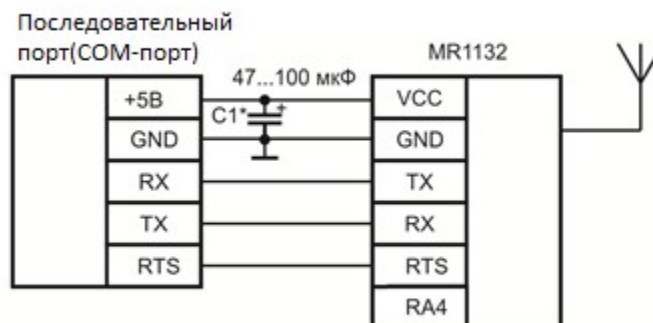 Последовательный
порт(COM-порт)
MR1132
47...100 мкФ
+5В
C1*
+
VCC
GND
GND
RX
TX
TX
RX
RTS
RTS
RA4